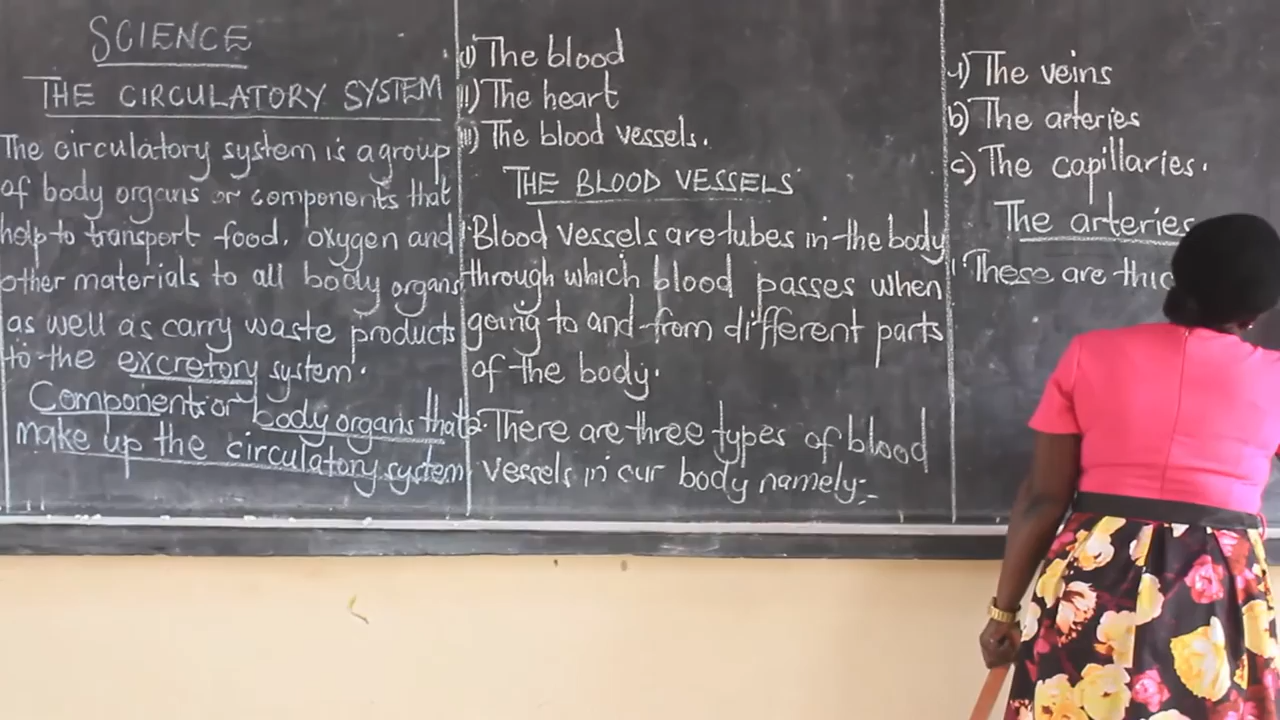 SCIENCE
THE CIRCULATORY SYSTEM
The circulatory system is a group
of body organs or components that
help to transport food, oxygen and
other materials to all body organs
as well as carry waste products
to the excretory system.
Components or body organs that
make up the circulatory system
i) The blood
ii) The heart
iii) The blood vessels.
THE BLOOD VESSELS
1. Blood vessels are tubes in the body
through which blood passes when
going to and from different parts
of the body.
2. There are three types of blood
vessels in our body namely:-
a) The veins
b) The arteries
c) The capillaries.
The arteries
1. These are thic